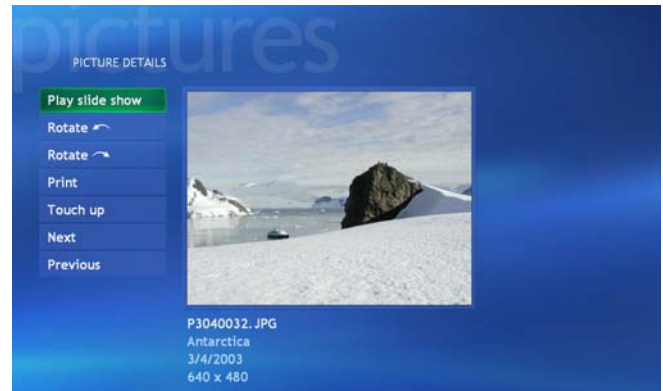 pictures
PICTURE DETAILS
Play slide show
Rotate
Rotate
Print
Touch up
Next
Previous
P3040032.JPG
Antarctica
3/4/2003
640 x 480